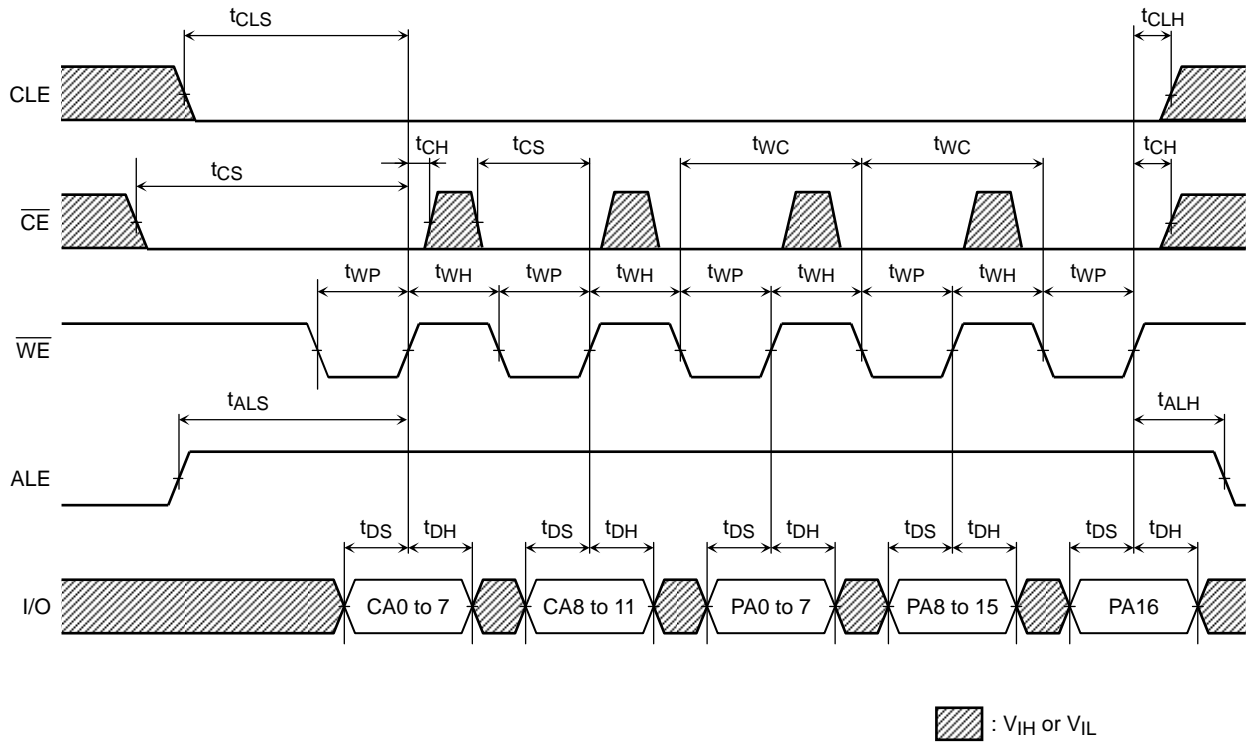 tCLS tCLH
CLE
tCH tCS tWC tWC tCH
tCS
CE
tWP tWH tWP tWH tWP tWH tWP tWH tWP
WE
tALS tALH
ALE
tDS tDH tDS tDH tDS tDH tDS tDH tDS tDH
I/O CA0 to 7 CA8 to 11 PA0 to 7 PA8 to 15 PA16
: VIH or VIL